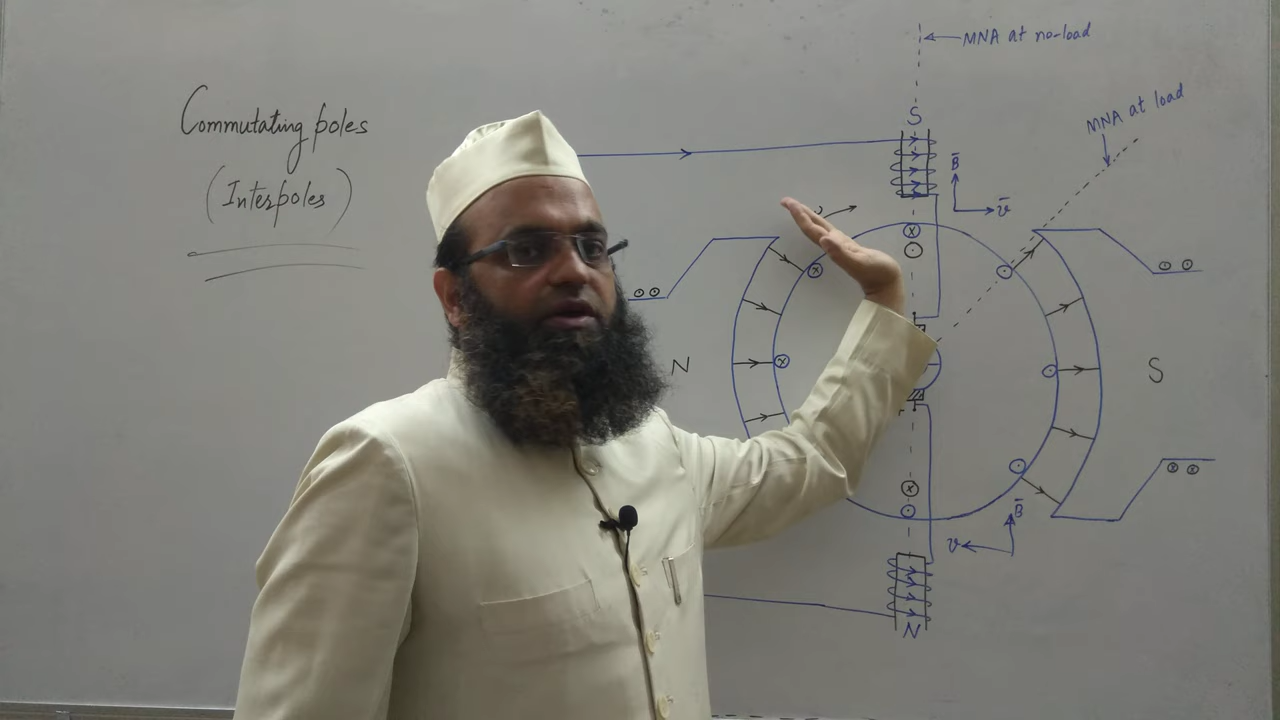 Commutating poles
(Interpoles)
MNA at no-load
MNA at load
S
B̄
v̄
N
S
B̄
v
N